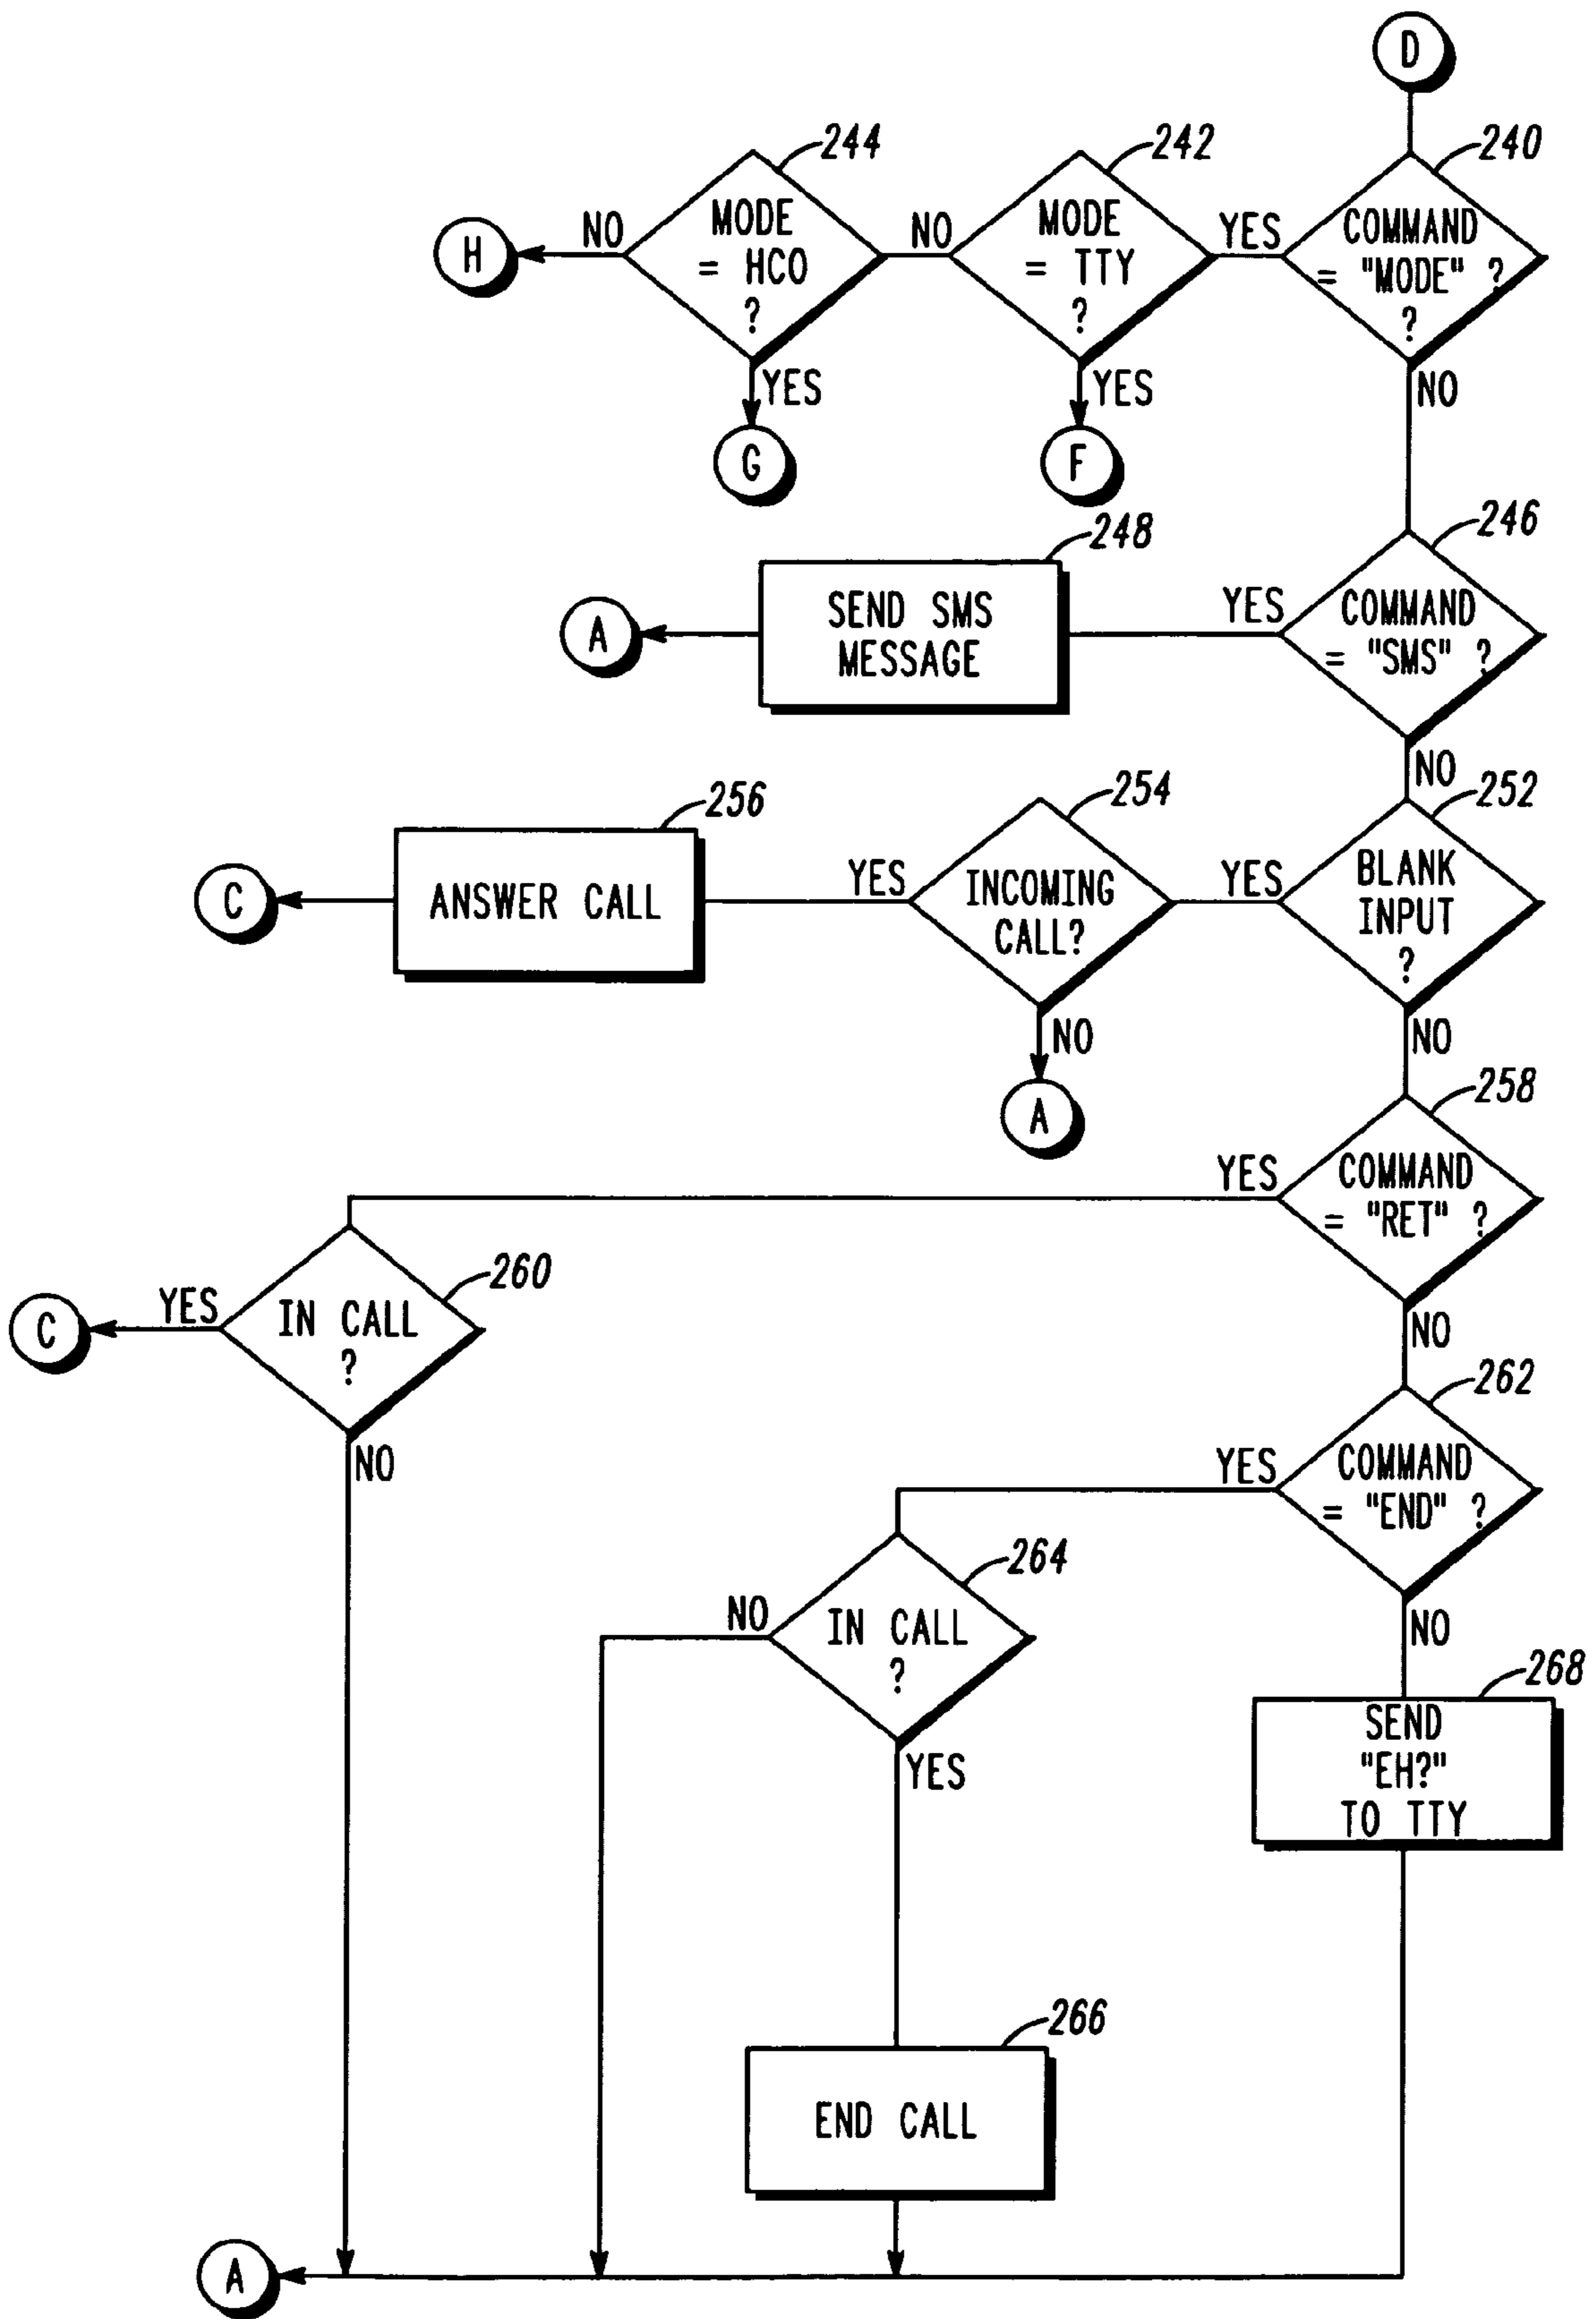 D
244
242
240
H
NO
MODE
= HCO
?
NO
MODE
= TTY
?
YES
COMMAND
= "MODE" ?
?
YES
YES
NO
G
F
248
246
A
SEND SMS
MESSAGE
YES
COMMAND
= "SMS" ?
NO
256
254
252
C
ANSWER CALL
YES
INCOMING
CALL?
YES
BLANK
INPUT
?
NO
NO
A
258
YES
COMMAND
= "RET" ?
260
C
YES
IN CALL
?
NO
NO
262
YES
COMMAND
= "END" ?
264
NO
IN CALL
?
NO
YES
268
SEND
"EH?"
TO TTY
266
END CALL
A